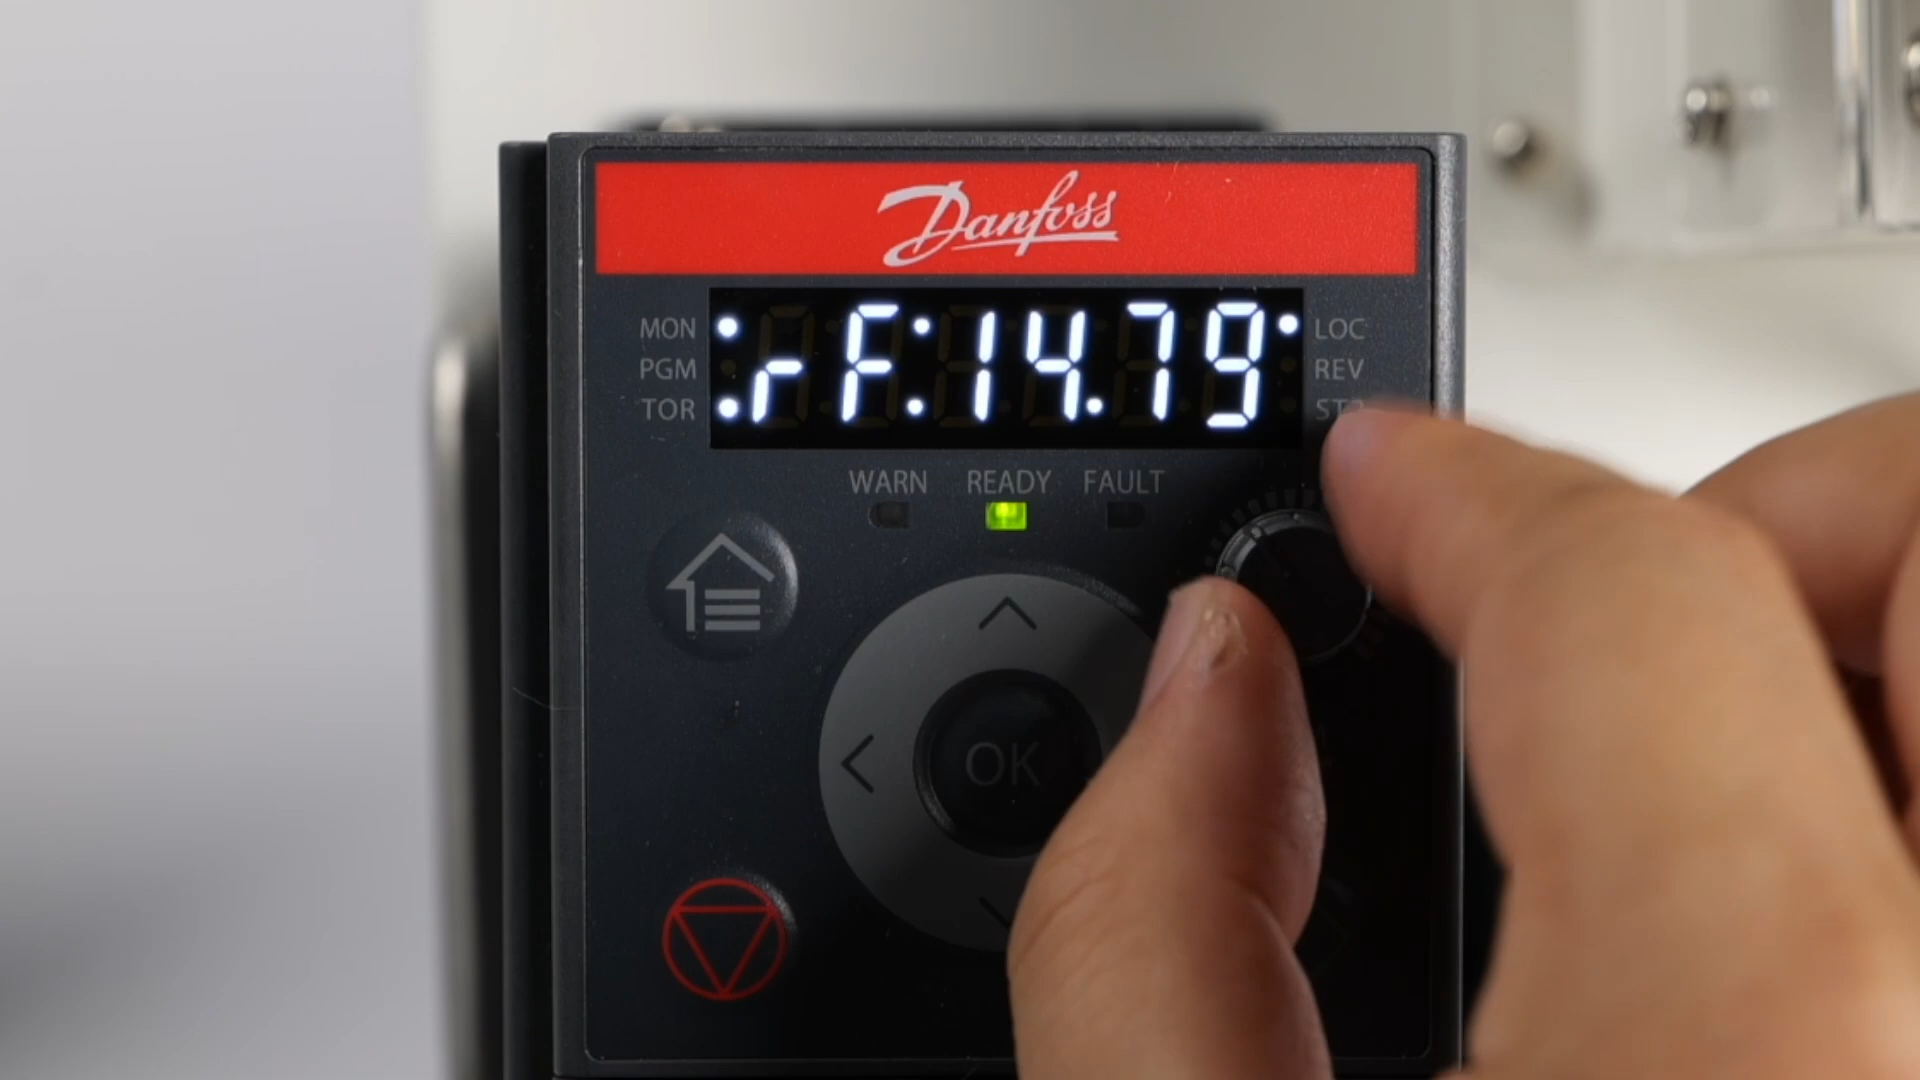 Danfoss
MON rF:14.79 LOC
PGM REV
TOR
WARN READY FAULT
OK